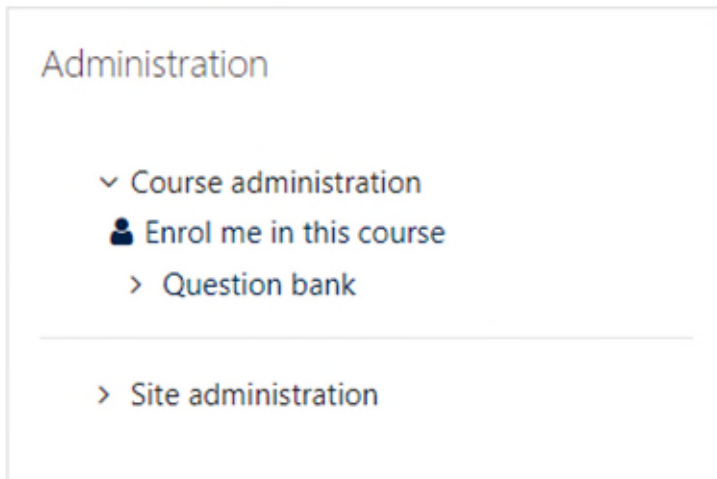 Administration
Course administration
Enrol me in this course
Question bank
Site administration